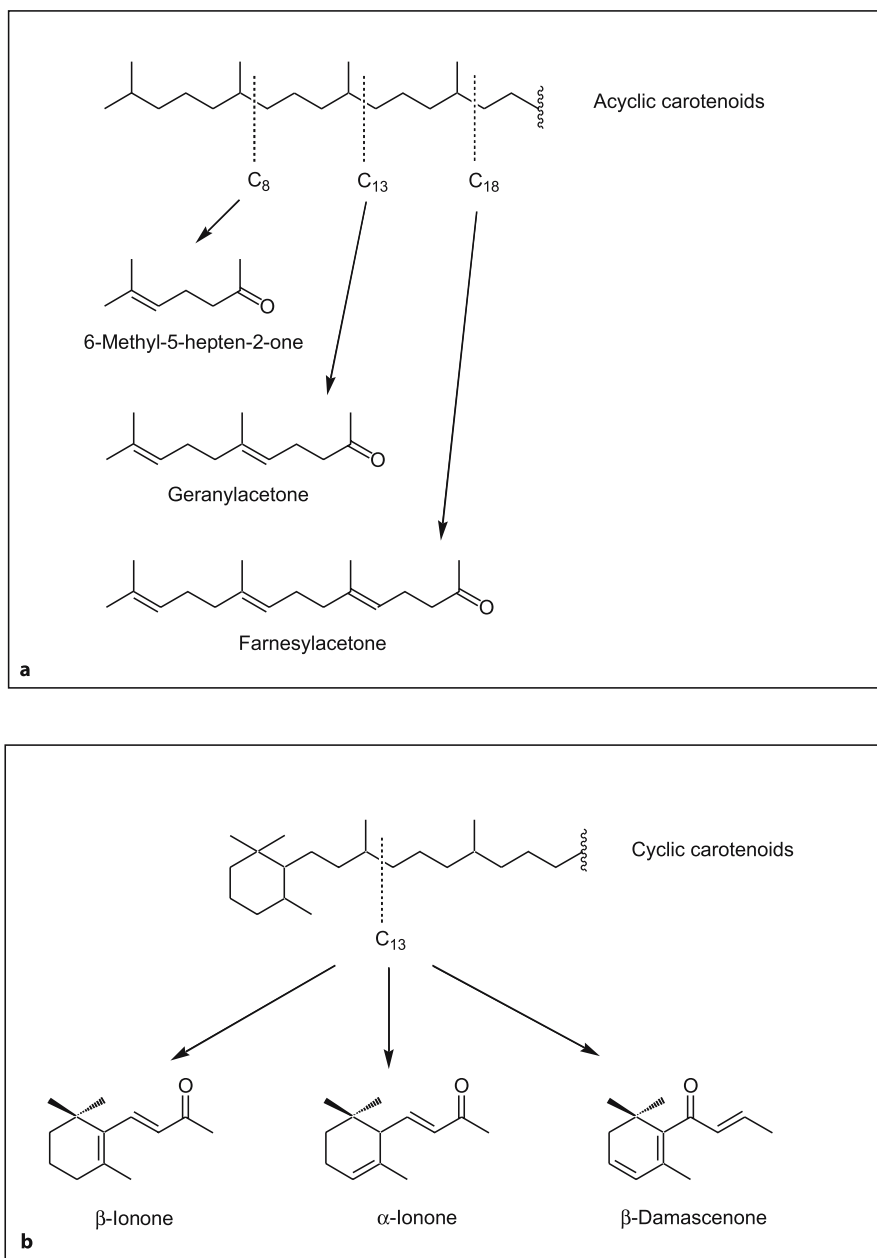 Acyclic carotenoids
C8 C13 C18
O
6-Methyl-5-hepten-2-one
O
Geranylacetone
O
Farnesylacetone
a
Cyclic carotenoids
C13
O O O
β-Ionone α-Ionone β-Damascenone
b